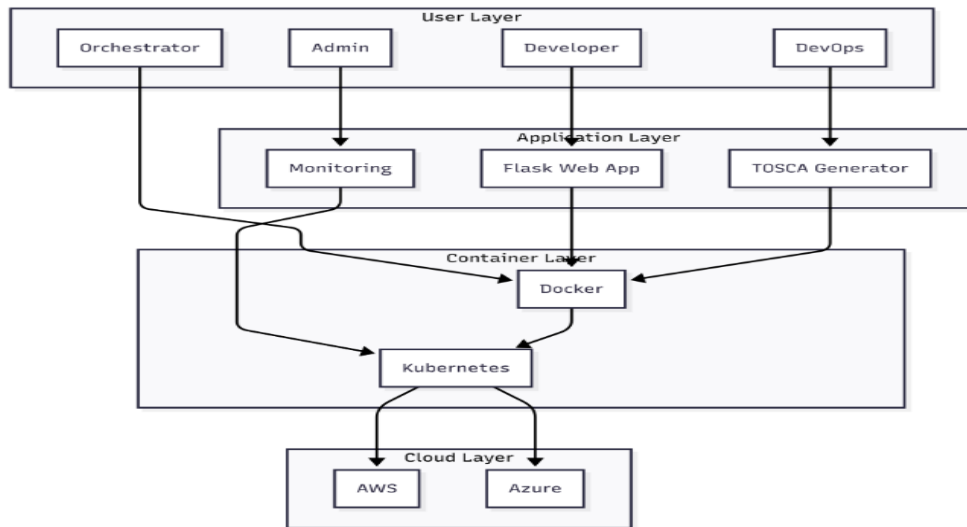 User Layer
Orchestrator Admin Developer DevOps
Application Layer
Monitoring Flask Web App TOSCA Generator
Container Layer
Docker
Kubernetes
Cloud Layer
AWS Azure